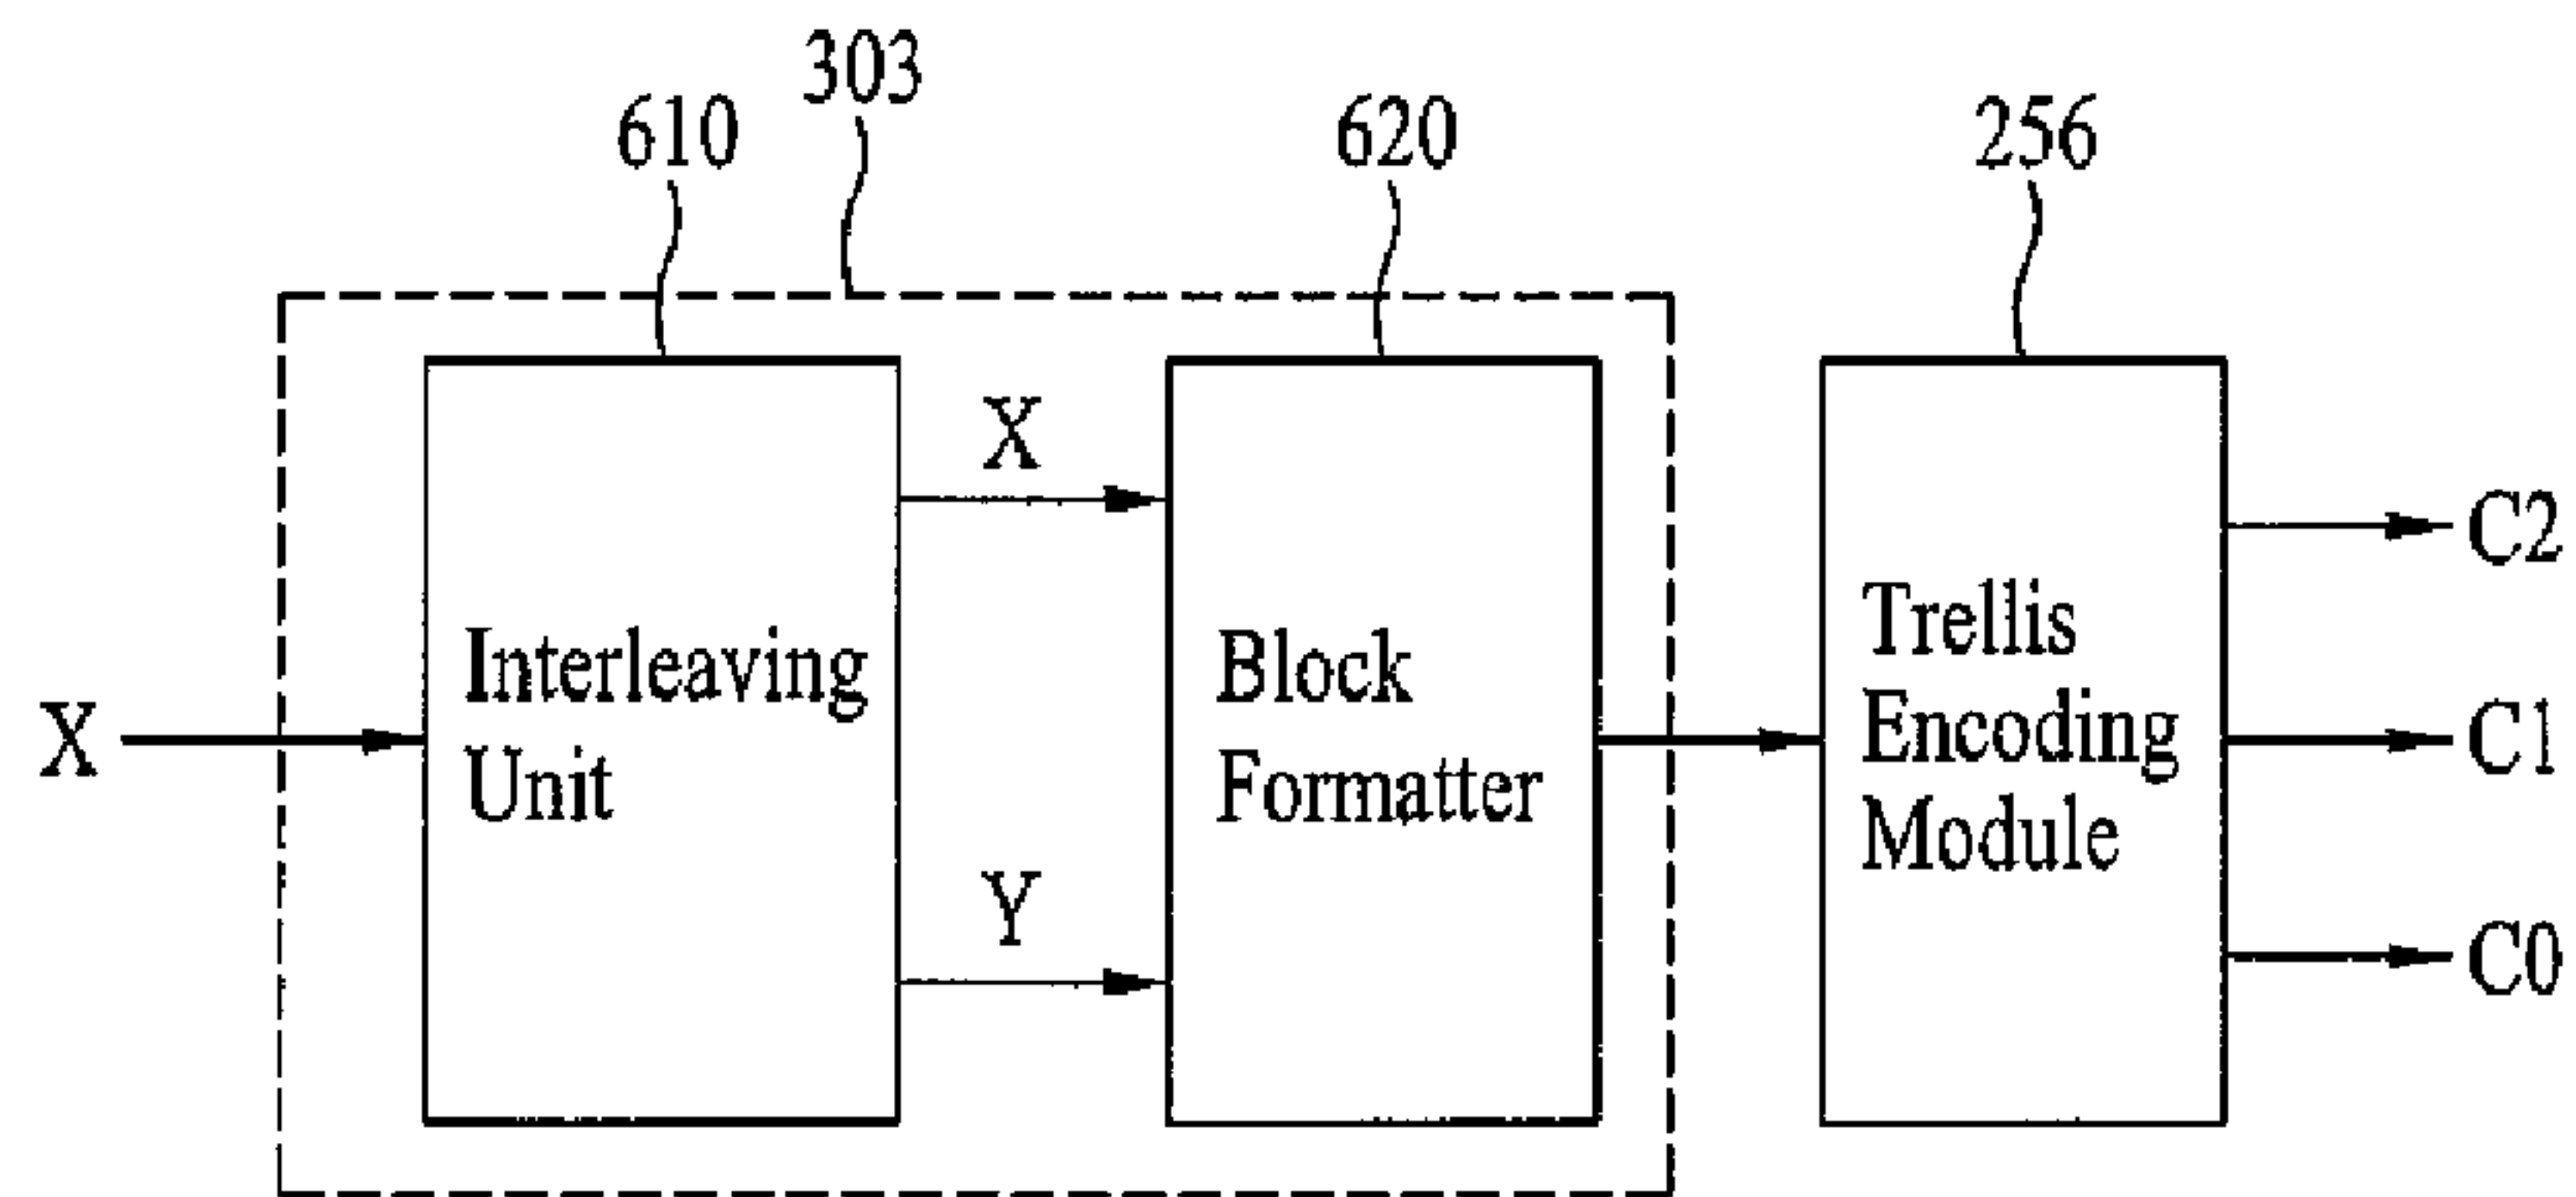 303
610
620
256
X
Interleaving
Unit
X
Y
Block
Formatter
Trellis
Encoding
Module
C2
C1
C0